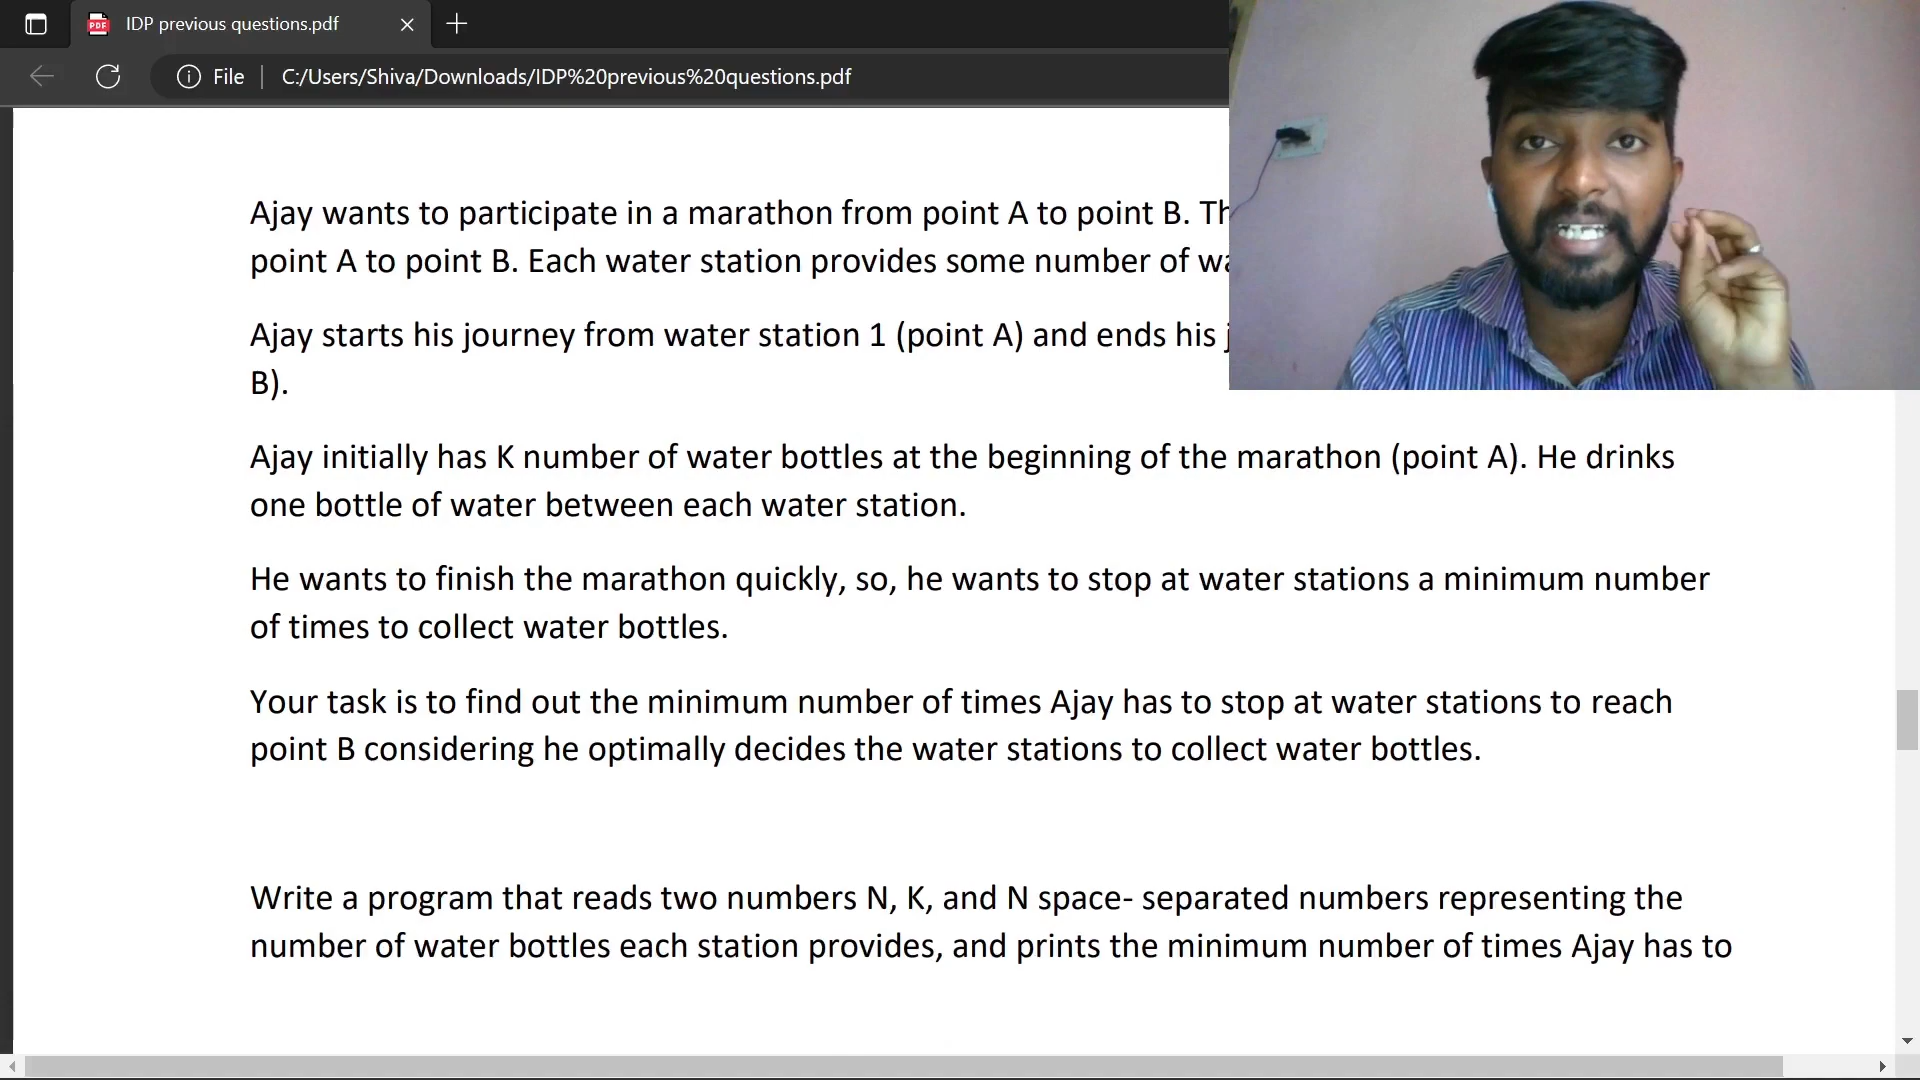 IDP previous questions.pdf
File
C:/Users/Shiva/Downloads/IDP%20previous%20questions.pdf
Ajay wants to participate in a marathon from point A to point B.
point A to point B. Each water station provides some number of
Ajay starts his journey from water station 1 (point A) and ends his
B).
Ajay initially has K number of water bottles at the beginning of the marathon (point A). He drinks
one bottle of water between each water station.
He wants to finish the marathon quickly, so, he wants to stop at water stations a minimum number
of times to collect water bottles.
Your task is to find out the minimum number of times Ajay has to stop at water stations to reach
point B considering he optimally decides the water stations to collect water bottles.
Write a program that reads two numbers N, K, and N space- separated numbers representing the
number of water bottles each station provides, and prints the minimum number of times Ajay has to